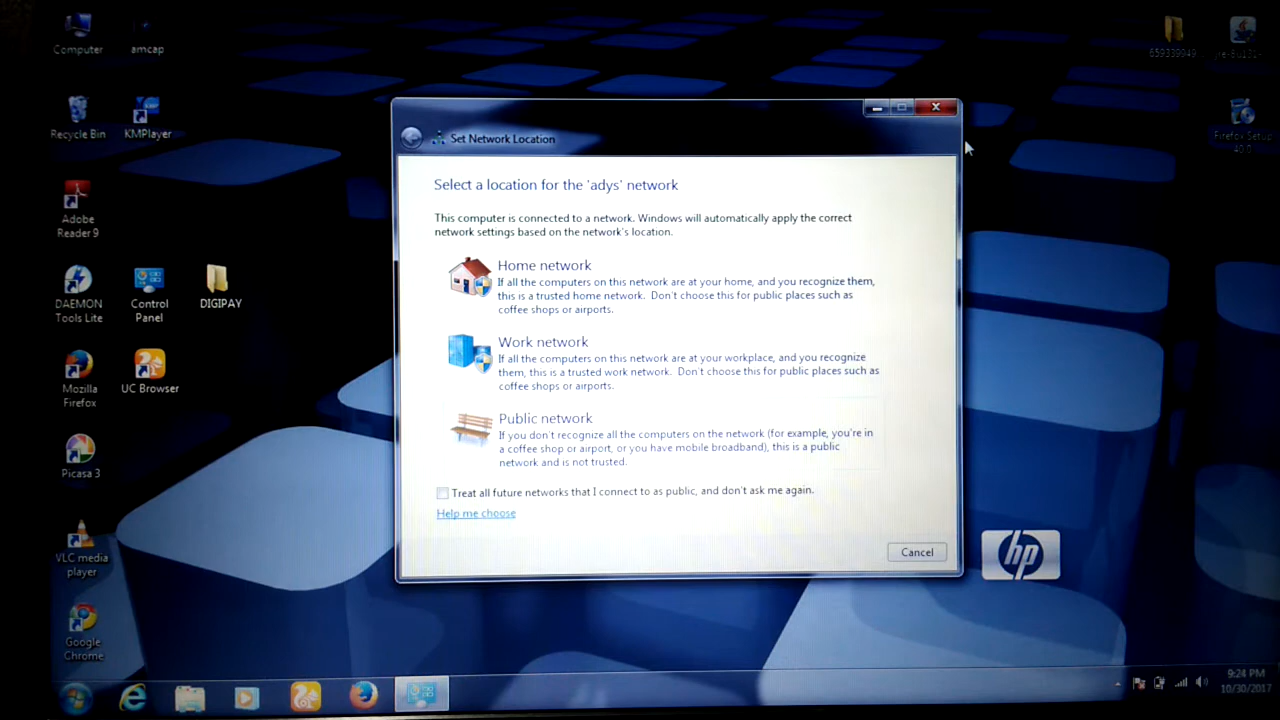 Computer
amcap
Recycle Bin
KMPlayer
Adobe
Reader 9
DAEMON
Tools Lite
Control
Panel
DIGIPAY
Mozilla
Firefox
UC Browser
Picasa 3
VLC media
player
Google
Chrome
Set Network Location
Select a location for the 'adys' network
This computer is connected to a network. Windows will automatically apply the correct
network settings based on the network's location.
Home network
If all the computers on this network are at your home, and you recognize them,
this is a trusted home network. Don't choose this for public places such as
coffee shops or airports.
Work network
If all the computers on this network are at your workplace, and you recognize
them, this is a trusted work network. Don't choose this for public places such as
coffee shops or airports.
Public network
If you don't recognize all the computers on the network (for example, you're in
a coffee shop or airport, or you have mobile broadband), this is a public
network and is not trusted.
Treat all future networks that I connect to as public, and don't ask me again.
Help me choose
Cancel
hp
Firefox Setup
40.0
9:24 PM
10/30/2017